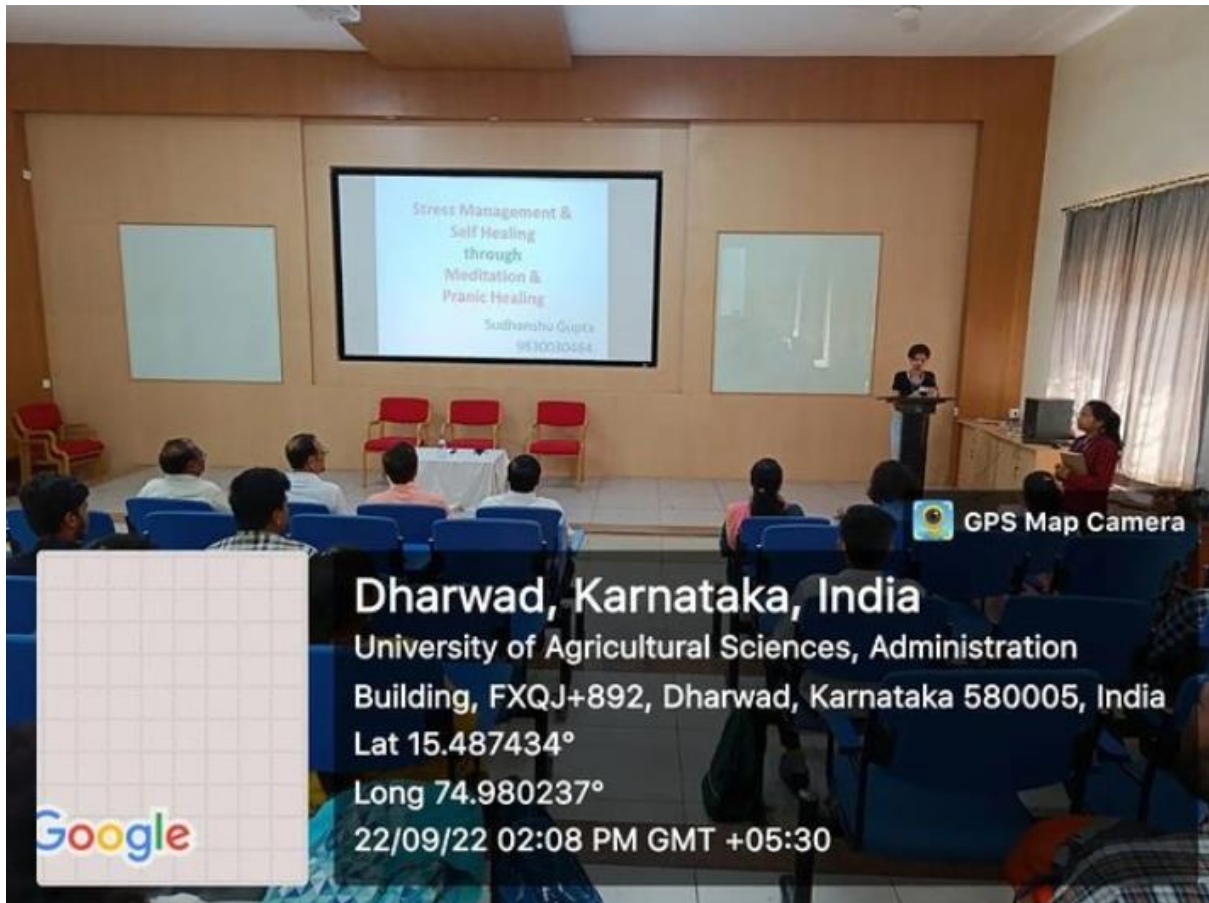 Stress Management &
Self Healing
through
Meditation &
Pranic Healing
Sudhanshu Gupta
9830030484
GPS Map Camera
Dharwad, Karnataka, India
University of Agricultural Sciences, Administration
Building, FXQJ+892, Dharwad, Karnataka 580005, India
Lat 15.487434°
Long 74.980237°
22/09/22 02:08 PM GMT +05:30
Google